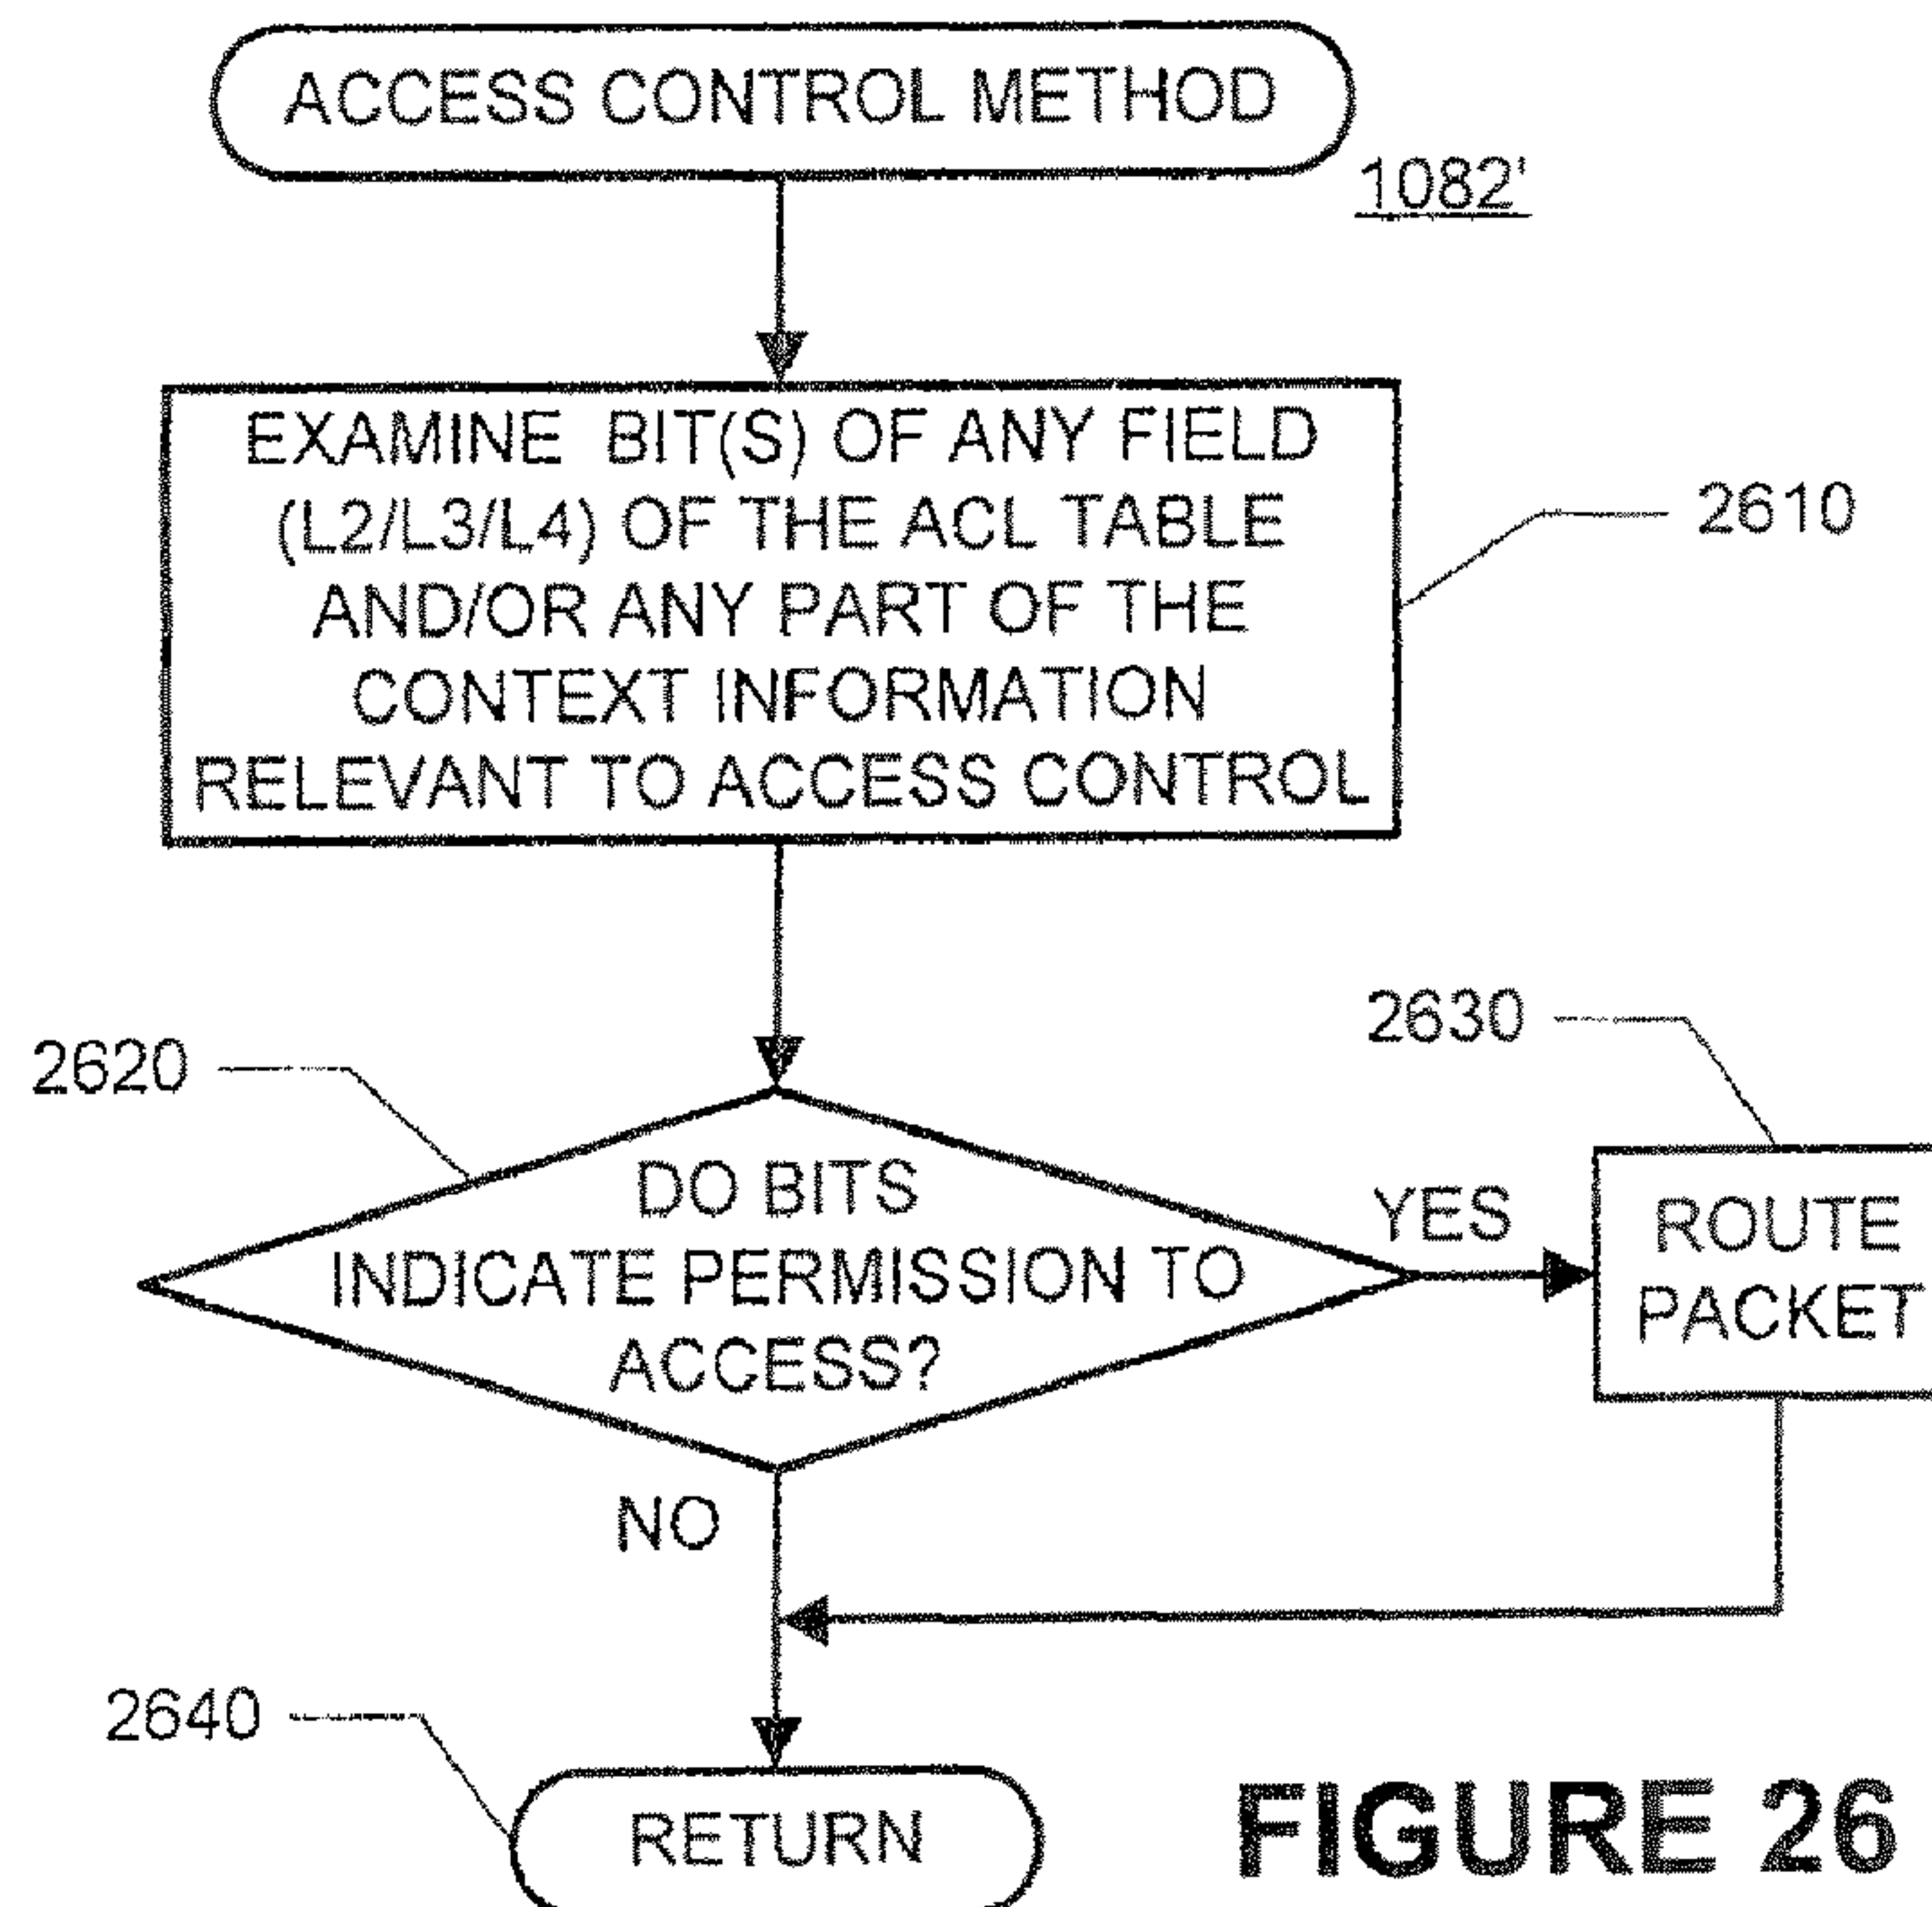 ACCESS CONTROL METHOD
1082'
EXAMINE BIT(S) OF ANY FIELD
(L2/L3/L4) OF THE ACL TABLE
AND/OR ANY PART OF THE
CONTEXT INFORMATION
RELEVANT TO ACCESS CONTROL
2610
2620
DO BITS
INDICATE PERMISSION TO
ACCESS?
YES
2630
ROUTE
PACKET
NO
2640
RETURN
FIGURE 26